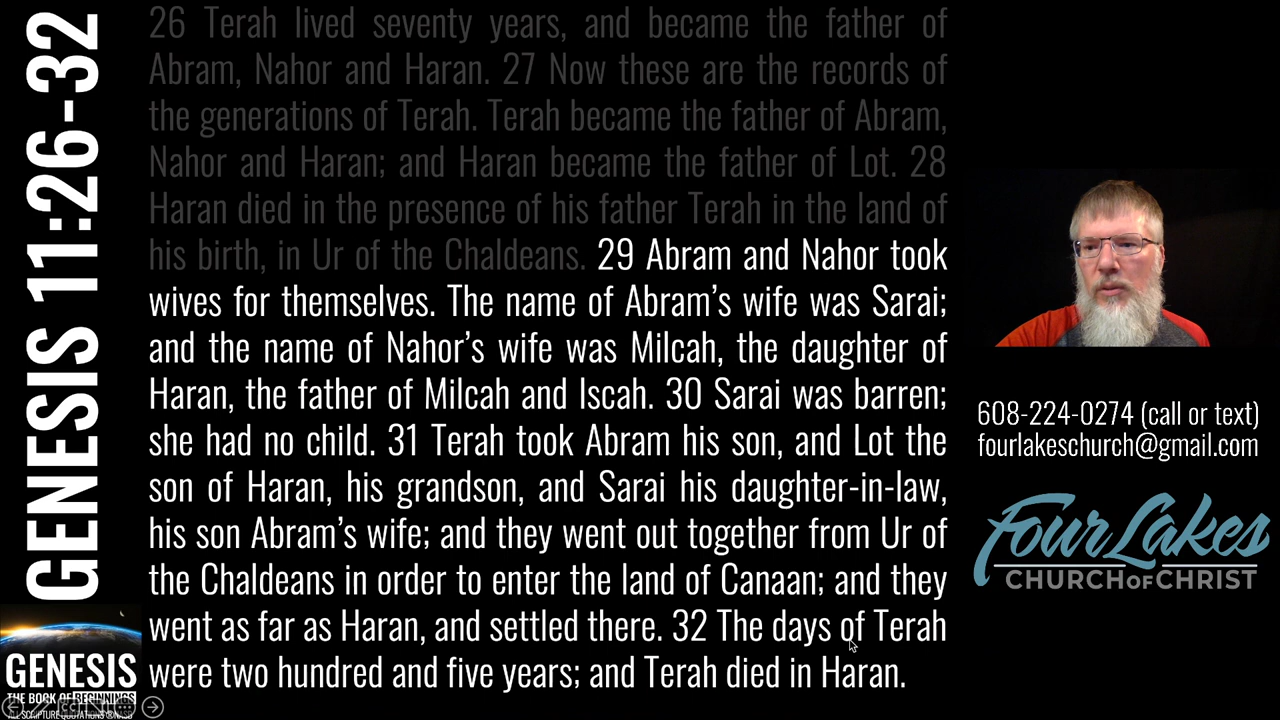 GENESIS 11:26-32
26 Terah lived seventy years, and became the father of
Abram, Nahor and Haran. 27 Now these are the records of
the generations of Terah. Terah became the father of Abram,
Nahor and Haran; and Haran became the father of Lot. 28
Haran died in the presence of his father Terah in the land of
his birth, in Ur of the Chaldeans. 29 Abram and Nahor took
wives for themselves. The name of Abram’s wife was Sarai;
and the name of Nahor’s wife was Milcah, the daughter of
Haran, the father of Milcah and Iscah. 30 Sarai was barren;
she had no child. 31 Terah took Abram his son, and Lot the
son of Haran, his grandson, and Sarai his daughter-in-law,
his son Abram’s wife; and they went out together from Ur of
the Chaldeans in order to enter the land of Canaan; and they
went as far as Haran, and settled there. 32 The days of Terah
were two hundred and five years; and Terah died in Haran.
608-224-0274 (call or text)
fourlakeschurch@gmail.com
Four Lakes
CHURCH OF CHRIST
GENESIS
THE BOOK OF BEGINNINGS
ALL SCRIPTURE QUOTATIONS @NASB